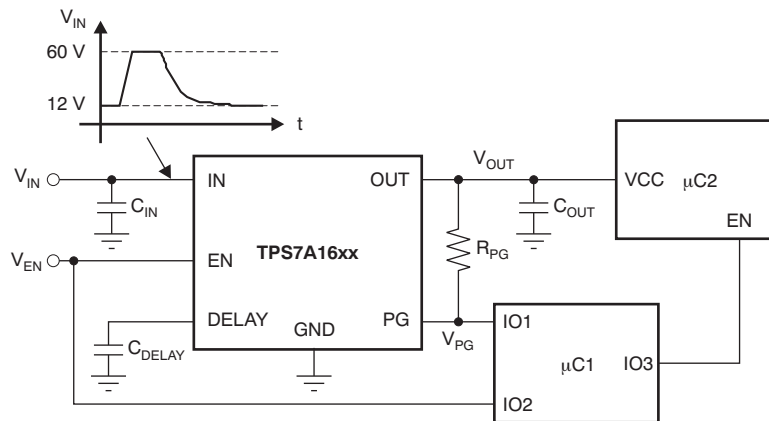 V_IN
60 V
12 V
t
V_IN
C_IN
IN
OUT
V_OUT
C_OUT
VCC
μC2
EN
V_EN
EN
TPS7A16xx
R_PG
DELAY
GND
PG
V_PG
C_DELAY
IO1
μC1
IO3
IO2